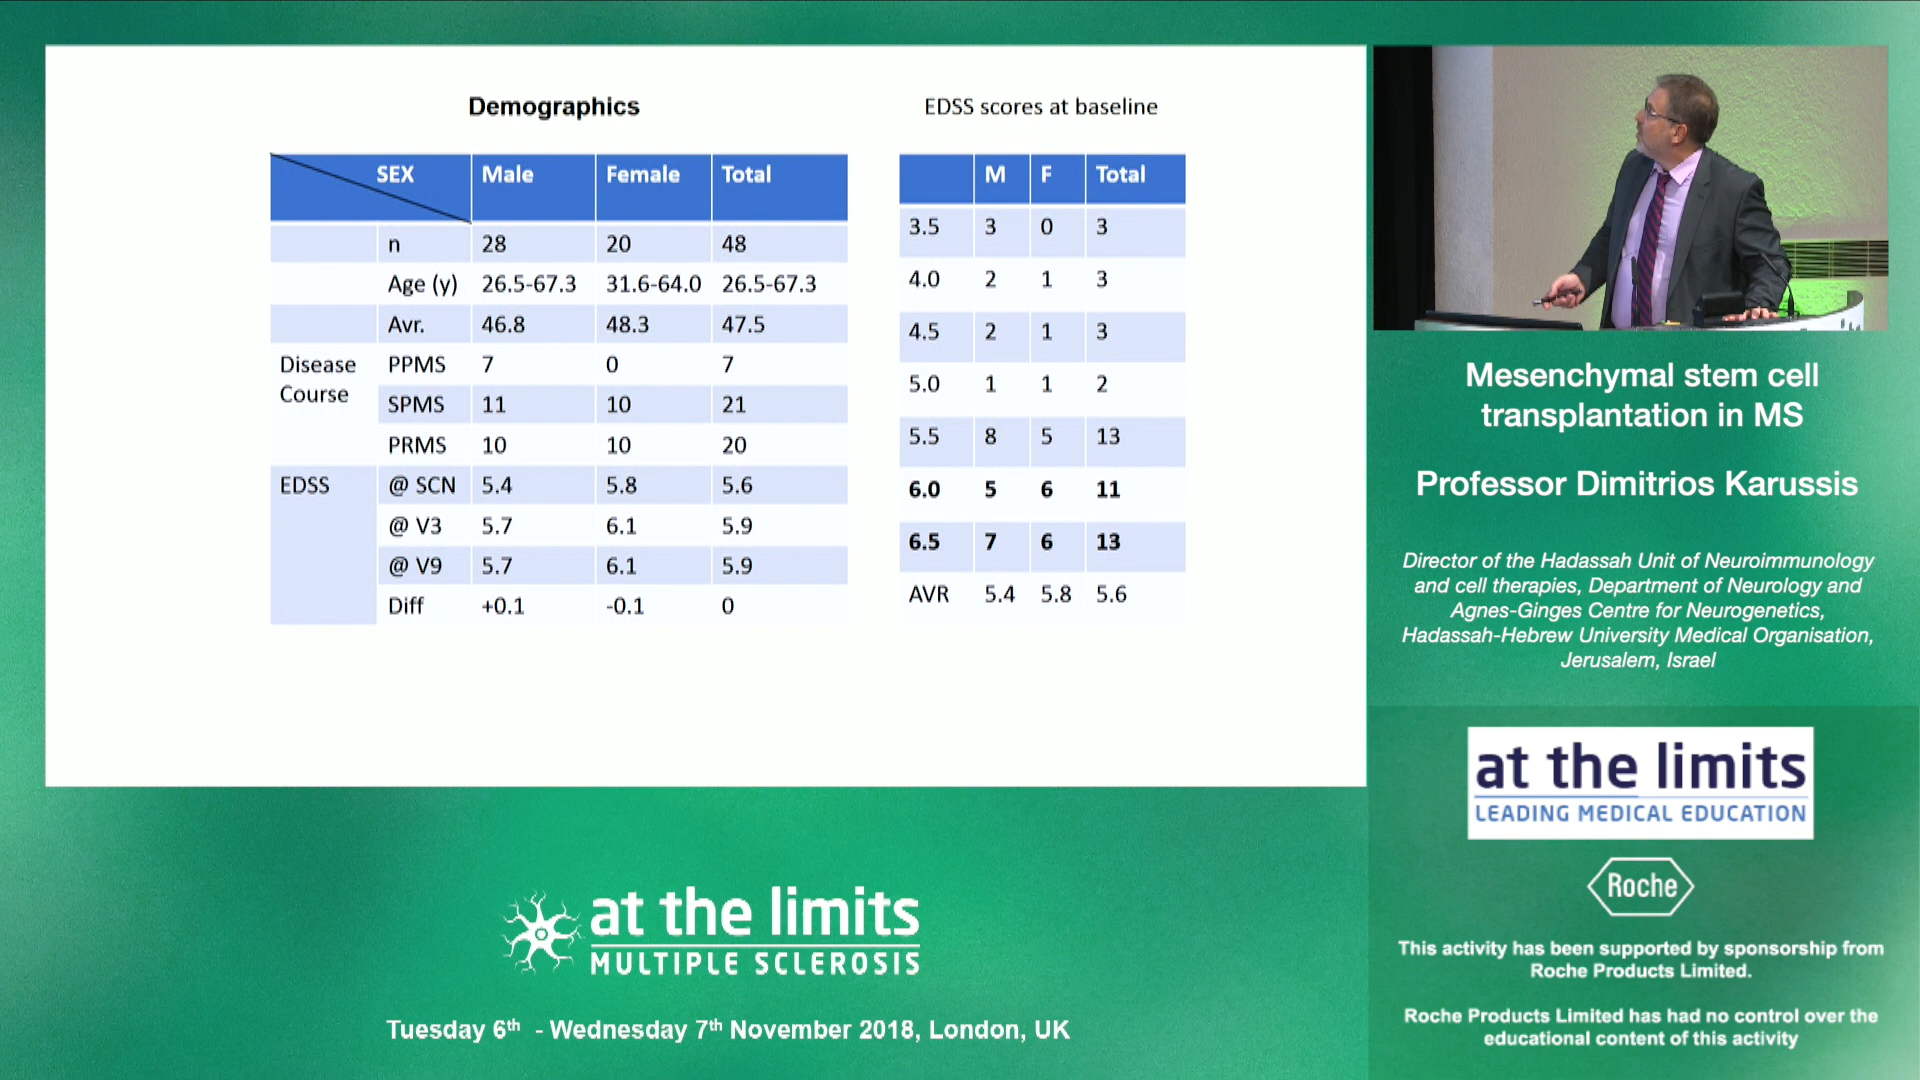 Demographics
SEX Male Female Total
n 28 20 48
Age (y) 26.5-67.3 31.6-64.0 26.5-67.3
Avr. 46.8 48.3 47.5
Disease Course PPMS 7 0 7
SPMS 11 10 21
PRMS 10 10 20
EDSS @ SCN 5.4 5.8 5.6
@ V3 5.7 6.1 5.9
@ V9 5.7 6.1 5.9
Diff +0.1 -0.1 0
EDSS scores at baseline
M F Total
3.5 3 0 3
4.0 2 1 3
4.5 2 1 3
5.0 1 1 2
5.5 8 5 13
6.0 5 6 11
6.5 7 6 13
AVR 5.4 5.8 5.6
Mesenchymal stem cell
transplantation in MS
Professor Dimitrios Karussis
Director of the Hadassah Unit of Neuroimmunology
and cell therapies, Department of Neurology and
Agnes-Ginges Centre for Neurogenetics,
Hadassah-Hebrew University Medical Organisation,
Jerusalem, Israel
at the limits
LEADING MEDICAL EDUCATION
Roche
This activity has been supported by sponsorship from
Roche Products Limited.
Roche Products Limited has had no control over the
educational content of this activity
at the limits
MULTIPLE SCLEROSIS
Tuesday 6th - Wednesday 7th November 2018, London, UK